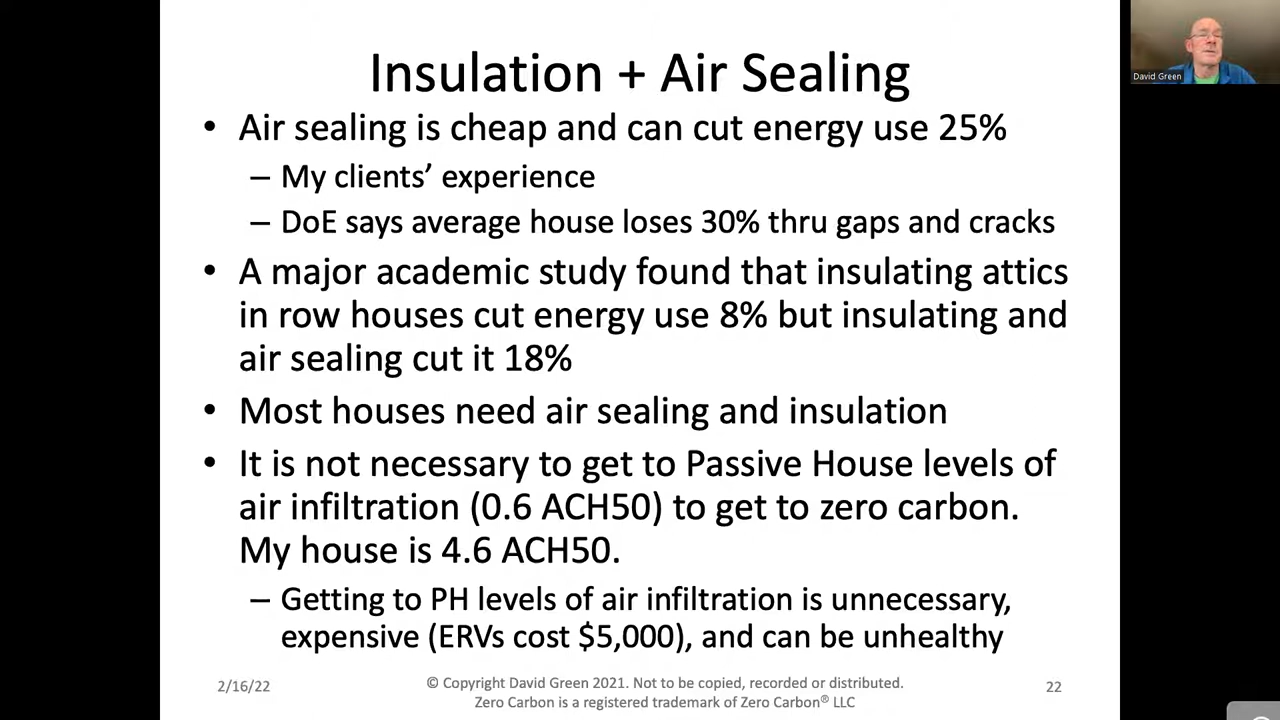 Insulation + Air Sealing
• Air sealing is cheap and can cut energy use 25%
– My clients’ experience
– DoE says average house loses 30% thru gaps and cracks
• A major academic study found that insulating attics
in row houses cut energy use 8% but insulating and
air sealing cut it 18%
• Most houses need air sealing and insulation
• It is not necessary to get to Passive House levels of
air infiltration (0.6 ACH50) to get to zero carbon.
My house is 4.6 ACH50.
– Getting to PH levels of air infiltration is unnecessary,
expensive (ERVs cost $5,000), and can be unhealthy
2/16/22
© Copyright David Green 2021. Not to be copied, recorded or distributed.
Zero Carbon is a registered trademark of Zero Carbon® LLC
22
David Green